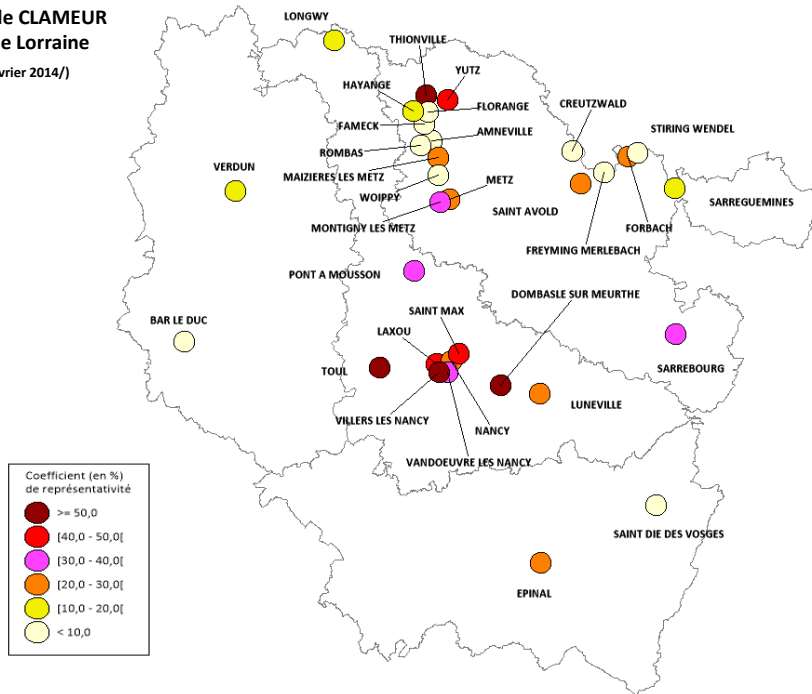 de CLAMEUR
e Lorraine
vrier 2014/)
LONGWY
THIONVILLE
YUTZ
HAYANGE
FLORANGE
CREUTZWALD
FAMECK
AMNEVILLE
STIRING WENDEL
ROMBAS
VERDUN
MAIZIERES LES METZ
METZ
WOIPPY
SARREGUEMINES
SAINT AVOLD
MONTIGNY LES METZ
FORBACH
FREYMING MERLEBACH
PONT A MOUSSON
DOMBASLE SUR MEURTHE
SAINT MAX
BAR LE DUC
LAXOU
TOUL
SARREBOURG
LUNEVILLE
VILLERS LES NANCY
NANCY
VANDOEUVRE LES NANCY
Coefficient (en %)
de représentativité
>= 50,0
[40,0 - 50,0[
[30,0 - 40,0[
[20,0 - 30,0[
[10,0 - 20,0[
< 10,0
SAINT DIE DES VOSGES
EPINAL